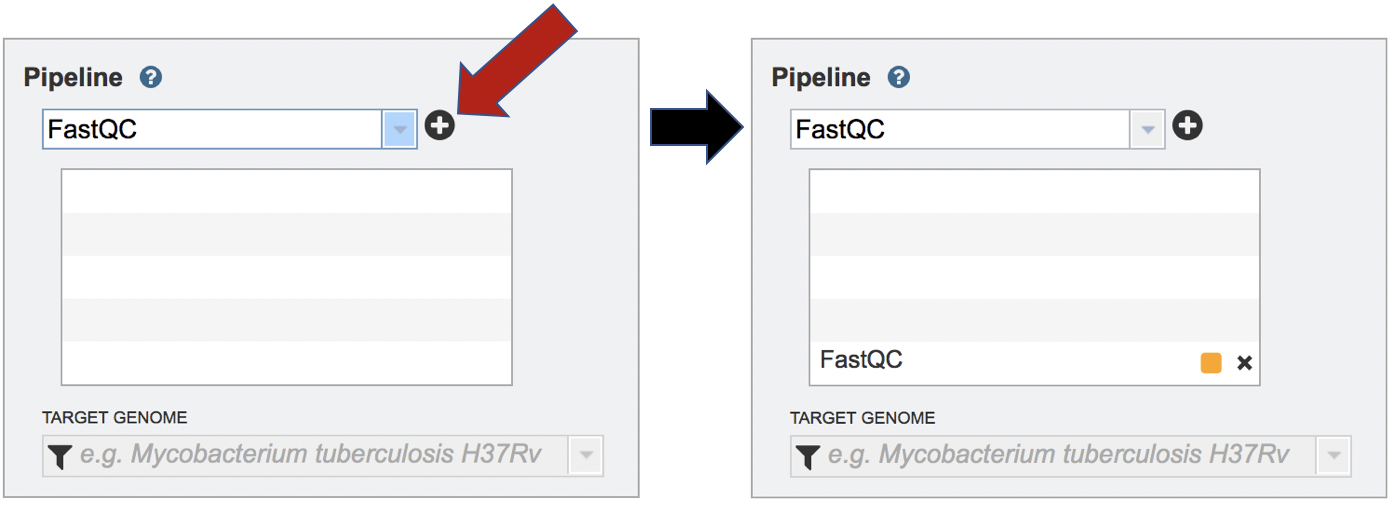 Pipeline ?
FastQC
TARGET GENOME
e.g. Mycobacterium tuberculosis H37Rv
Pipeline ?
FastQC
FastQC
TARGET GENOME
e.g. Mycobacterium tuberculosis H37Rv